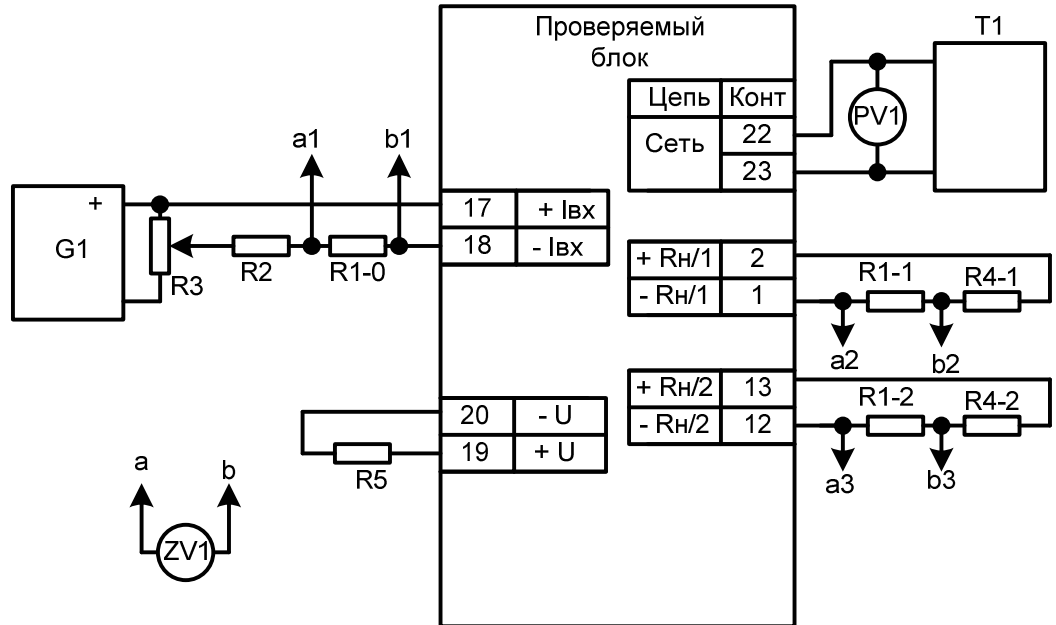 Проверяемый
блок
T1
Цепь Конт
Сеть
22
23
PV1
a1
b1
+
G1
R3
R2
R1-0
17 + Iвх
18 - Iвх
+ Rн/1 2
- Rн/1 1
R1-1
R4-1
a2
b2
+ Rн/2 13
- Rн/2 12
R1-2
R4-2
a3
b3
20 - U
19 + U
R5
a
b
ZV1